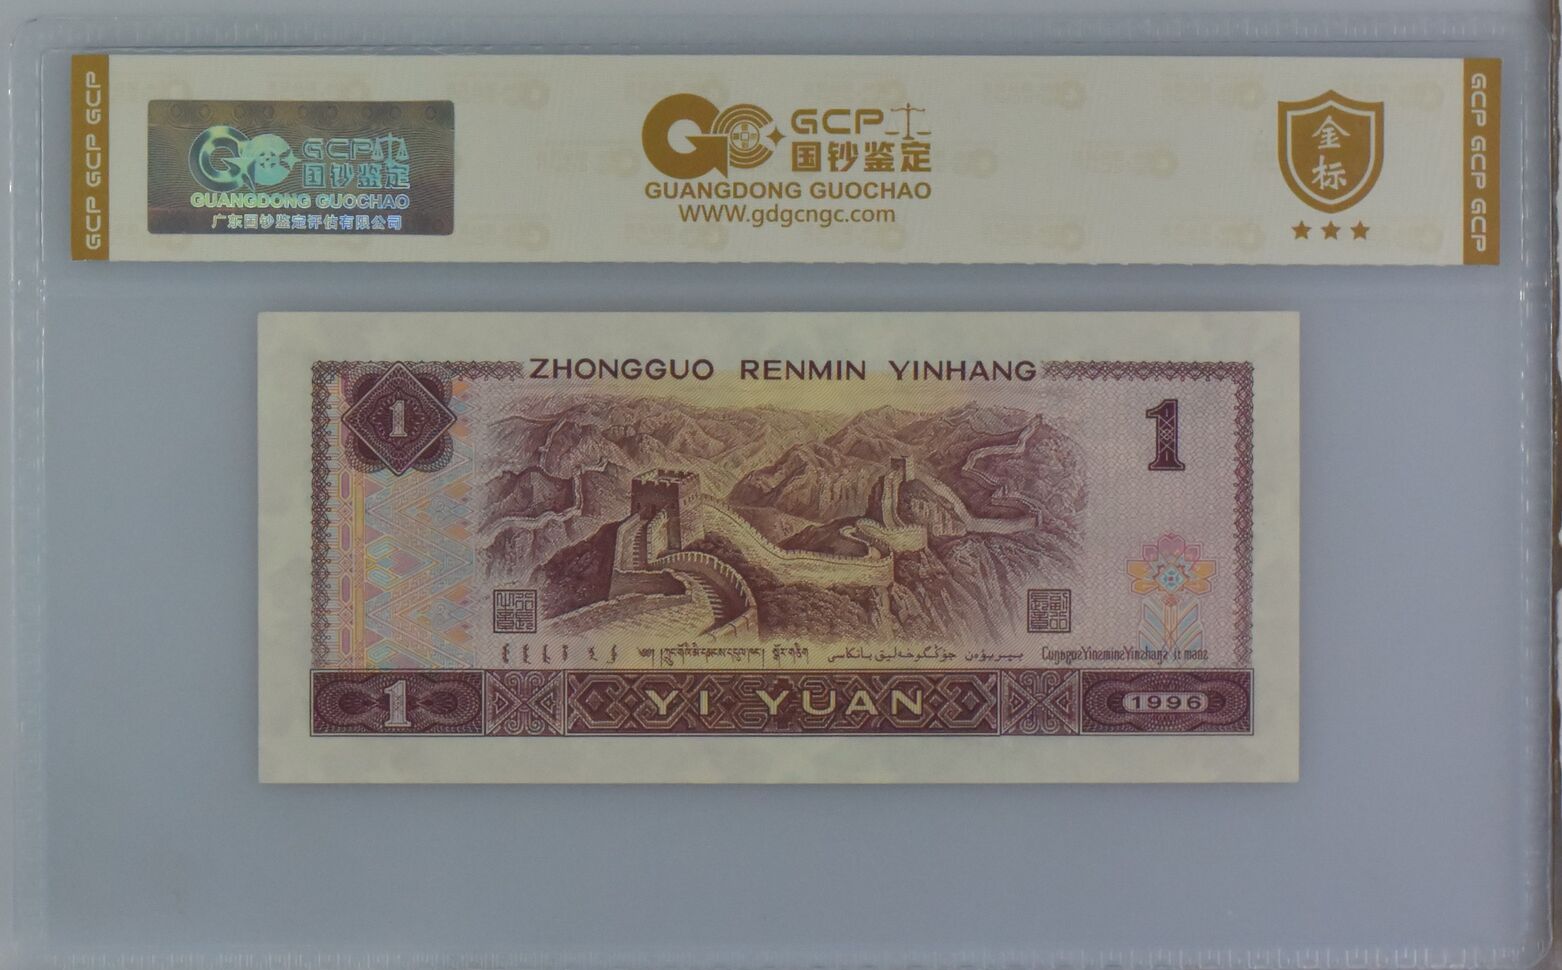 GCP GCP GCP
GCP
国钞鉴定
GUANGDONG GUOCHAO
广东国钞鉴定评估有限公司
GCP
国钞鉴定
GUANGDONG GUOCHAO
WWW.gdgcngc.com
金
标
GCP GCP GCP
ZHONGGUO RENMIN YINHANG
1
1
1
YI YUAN
1996